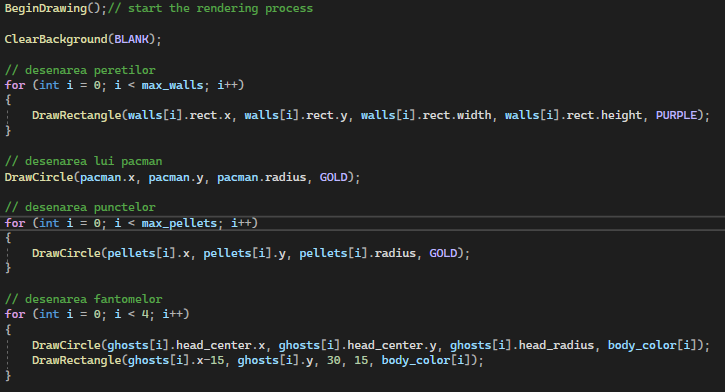 BeginDrawing();// start the rendering process
ClearBackground(BLANK);
// desenarea peretilor
for (int i = 0; i < max_walls; i++)
{
DrawRectangle(walls[i].rect.x, walls[i].rect.y, walls[i].rect.width, walls[i].rect.height, PURPLE);
}
// desenarea lui pacman
DrawCircle(pacman.x, pacman.y, pacman.radius, GOLD);
// desenarea punctelor
for (int i = 0; i < max_pellets; i++)
{
DrawCircle(pellets[i].x, pellets[i].y, pellets[i].radius, GOLD);
}
// desenarea fantomelor
for (int i = 0; i < 4; i++)
{
DrawCircle(ghosts[i].head_center.x, ghosts[i].head_center.y, ghosts[i].head_radius, body_color[i]);
DrawRectangle(ghosts[i].x-15, ghosts[i].y, 30, 15, body_color[i]);
}